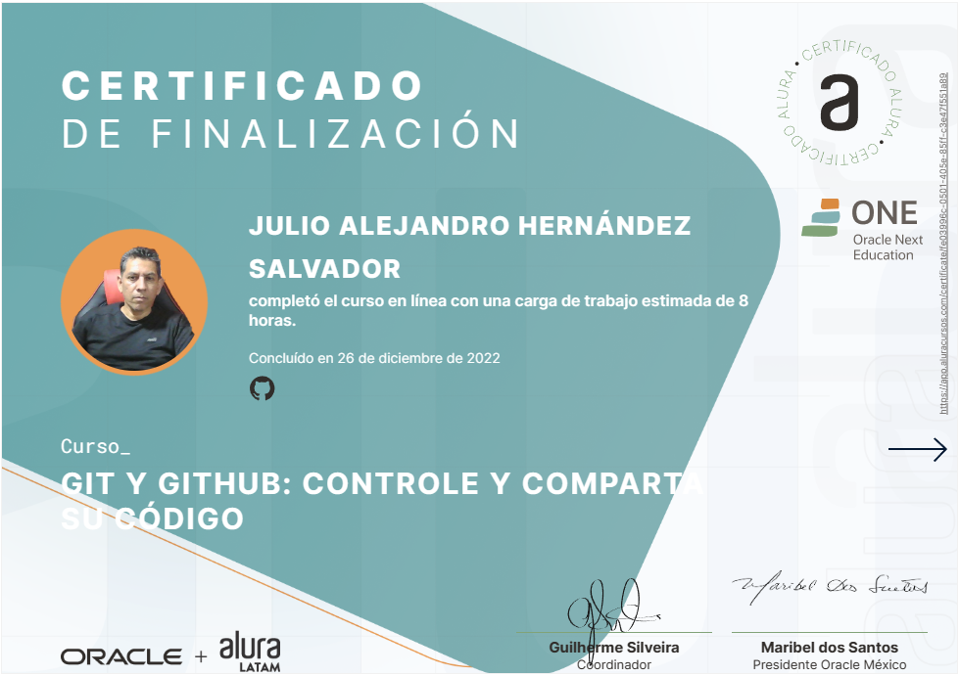 CERTIFICADO
DE FINALIZACIÓN
CERTIFICADO ALURA • CERTIFICADO ALURA •
a
ONE
Oracle Next
Education
JULIO ALEJANDRO HERNÁNDEZ
SALVADOR
completó el curso en línea con una carga de trabajo estimada de 8
horas.
Concluído en 26 de diciembre de 2022
Curso_
GIT Y GITHUB: CONTROLE Y COMPARTA
SU CÓDIGO
Maribel Dos Santos
Guilherme Silveira
Coordinador
Maribel dos Santos
Presidente Oracle México
ORACLE + alura
LATAM
https://app.aluracursos.com/certificate/fe03996c-0501-405e-85ff-c3e47f551a89
alura